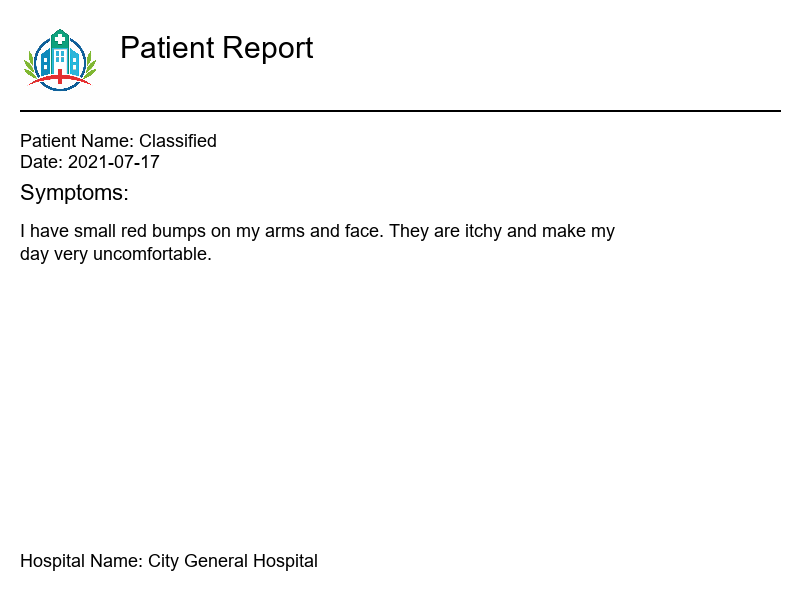 Patient Report
Patient Name: Classified
Date: 2021-07-17
Symptoms:
I have small red bumps on my arms and face. They are itchy and make my
day very uncomfortable.
Hospital Name: City General Hospital